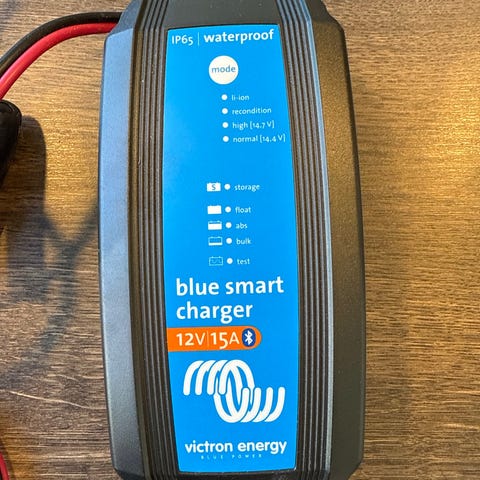 IP65 | waterproof
mode
li-ion
recondition
high [14,7 V]
normal [14,4 V]
S storage
float
abs
bulk
test
blue smart
charger
12V|15A
victron energy
BLUE POWER